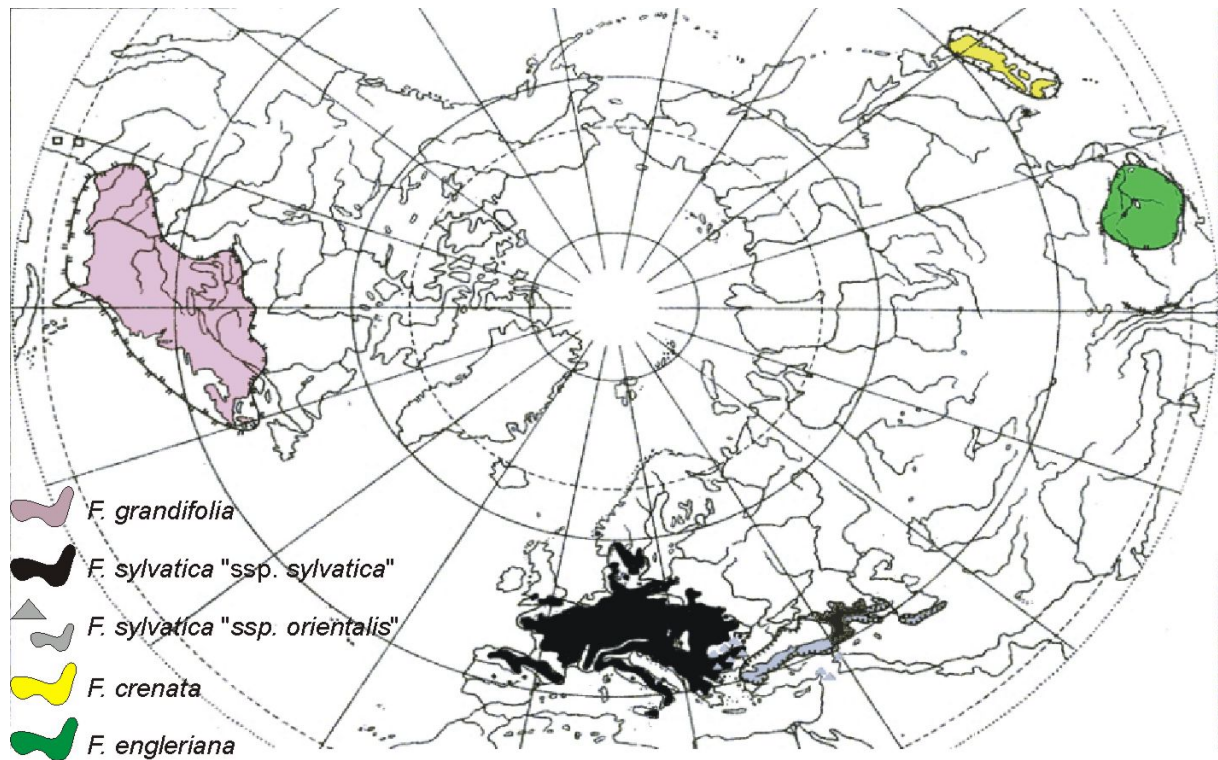 F. grandifolia
F. sylvatica "ssp. sylvatica"
F. sylvatica "ssp. orientalis"
F. crenata
F. engleriana